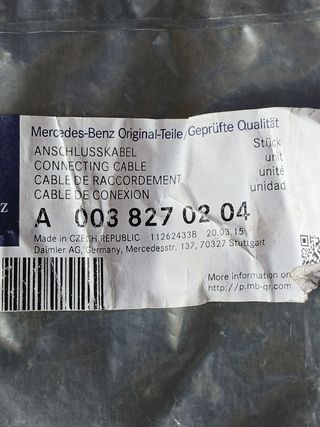 Mercedes-Benz Original-Teile/Geprüfte Qualität
ANSCHLUSSKABEL Stück
CONNECTING CABLE unit
CABLE DE RACCORDEMENT unité
CABLE DE CONEXION unidad
Z
A 003 827 02 04
Made in CZECH REPUBLIC 11262433B 20.03.15
Daimler AG, Germany, Mercedesstr. 137, 70327 Stuttgart
More information on
http://p.mb-qr.com